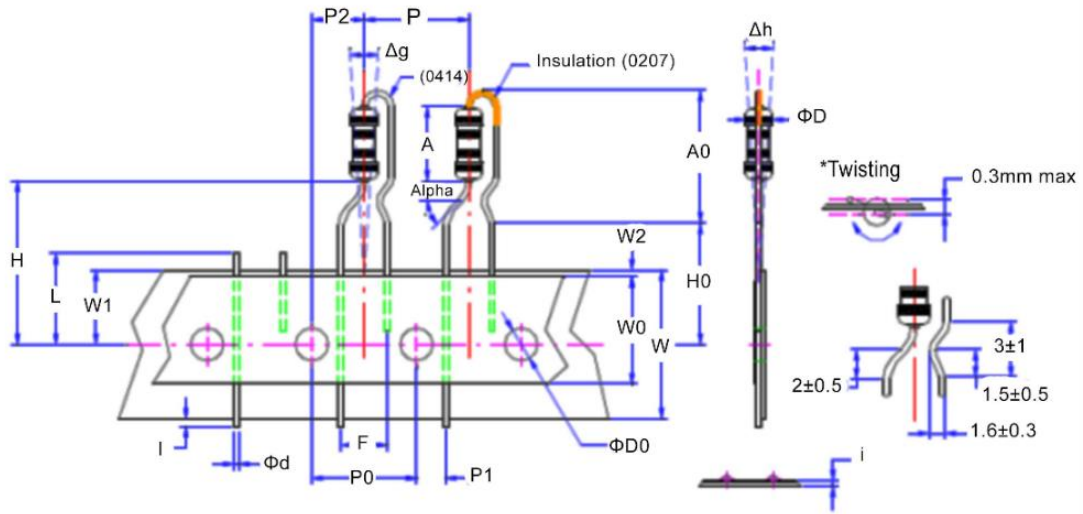 P2
P
Δg
(0414)
Insulation (0207)
Δh
ΦD
A
A0
*Twisting
0.3mm max
Alpha
H
L
W1
W2
H0
W0
W
3±1
2±0.5
1.5±0.5
1.6±0.3
l
F
ΦD0
Φd
P0
P1
i